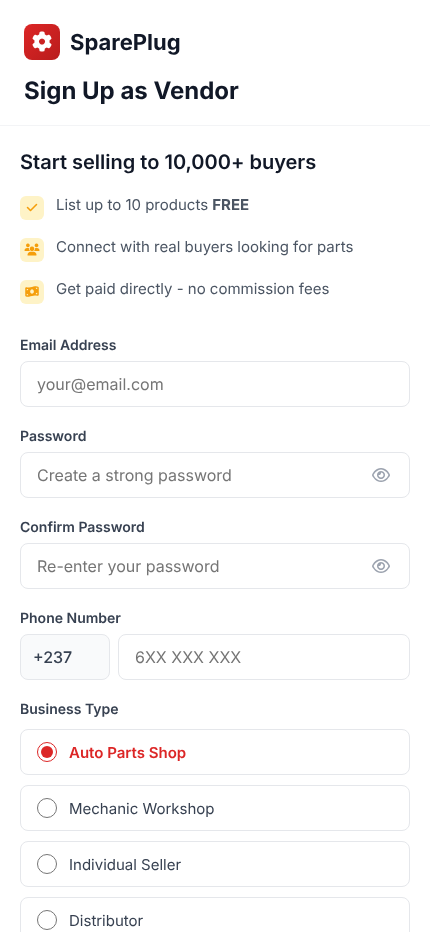 SparePlug
Sign Up as Vendor
Start selling to 10,000+ buyers
List up to 10 products FREE
Connect with real buyers looking for parts
Get paid directly - no commission fees
Email Address
your@email.com
Password
Create a strong password
Confirm Password
Re-enter your password
Phone Number
+237 6XX XXX XXX
Business Type
Auto Parts Shop
Mechanic Workshop
Individual Seller
Distributor